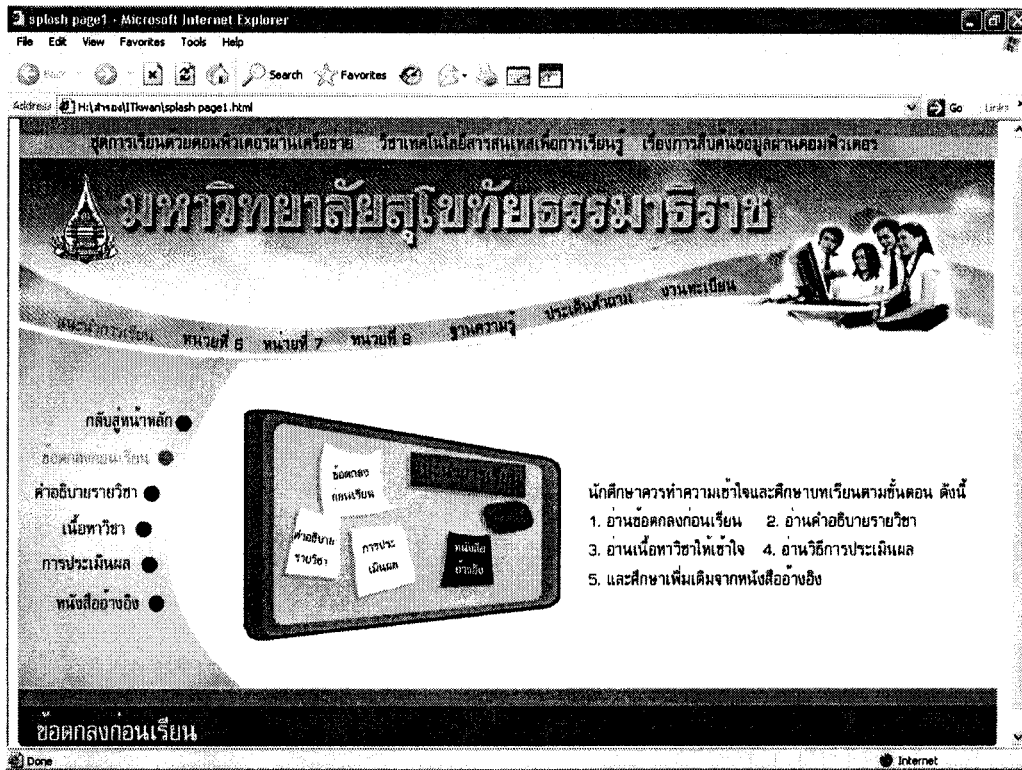 splash page1 - Microsoft Internet Explorer
File Edit View Favorites Tools Help
Back Search Favorites
Address H:\สำรอง\ITkwan\splash page1.html Go Links
ชุดการเรียนด้วยคอมพิวเตอร์ผ่านเครือข่าย วิชาเทคโนโลยีสารสนเทศเพื่อการเรียนรู้ เรื่องการสืบค้นข้อมูลผ่านคอมพิวเตอร์
มหาวิทยาลัยสุโขทัยธรรมาธิราช
แนะนำการเรียน หน่วยที่ 6 หน่วยที่ 7 หน่วยที่ 8 ฐานความรู้ ประเด็นคำถาม งานทะเบียน
กลับสู่หน้าหลัก
ข้อตกลงก่อนเรียน
คำอธิบายรายวิชา
เนื้อหาวิชา
การประเมินผล
หนังสืออ้างอิง
ข้อตกลง
ก่อนเรียน
แนะนำการเรียน
คำอธิบาย
รายวิชา
การประ
เมินผล
หนังสือ
อ้างอิง
นักศึกษาควรทำความเข้าใจและศึกษาบทเรียนตามขั้นตอน ดังนี้
1. อ่านข้อตกลงก่อนเรียน 2. อ่านคำอธิบายรายวิชา
3. อ่านเนื้อหาวิชาให้เข้าใจ 4. อ่านวิธีการประเมินผล
5. และศึกษาเพิ่มเติมจากหนังสืออ้างอิง
ข้อตกลงก่อนเรียน
Done Internet